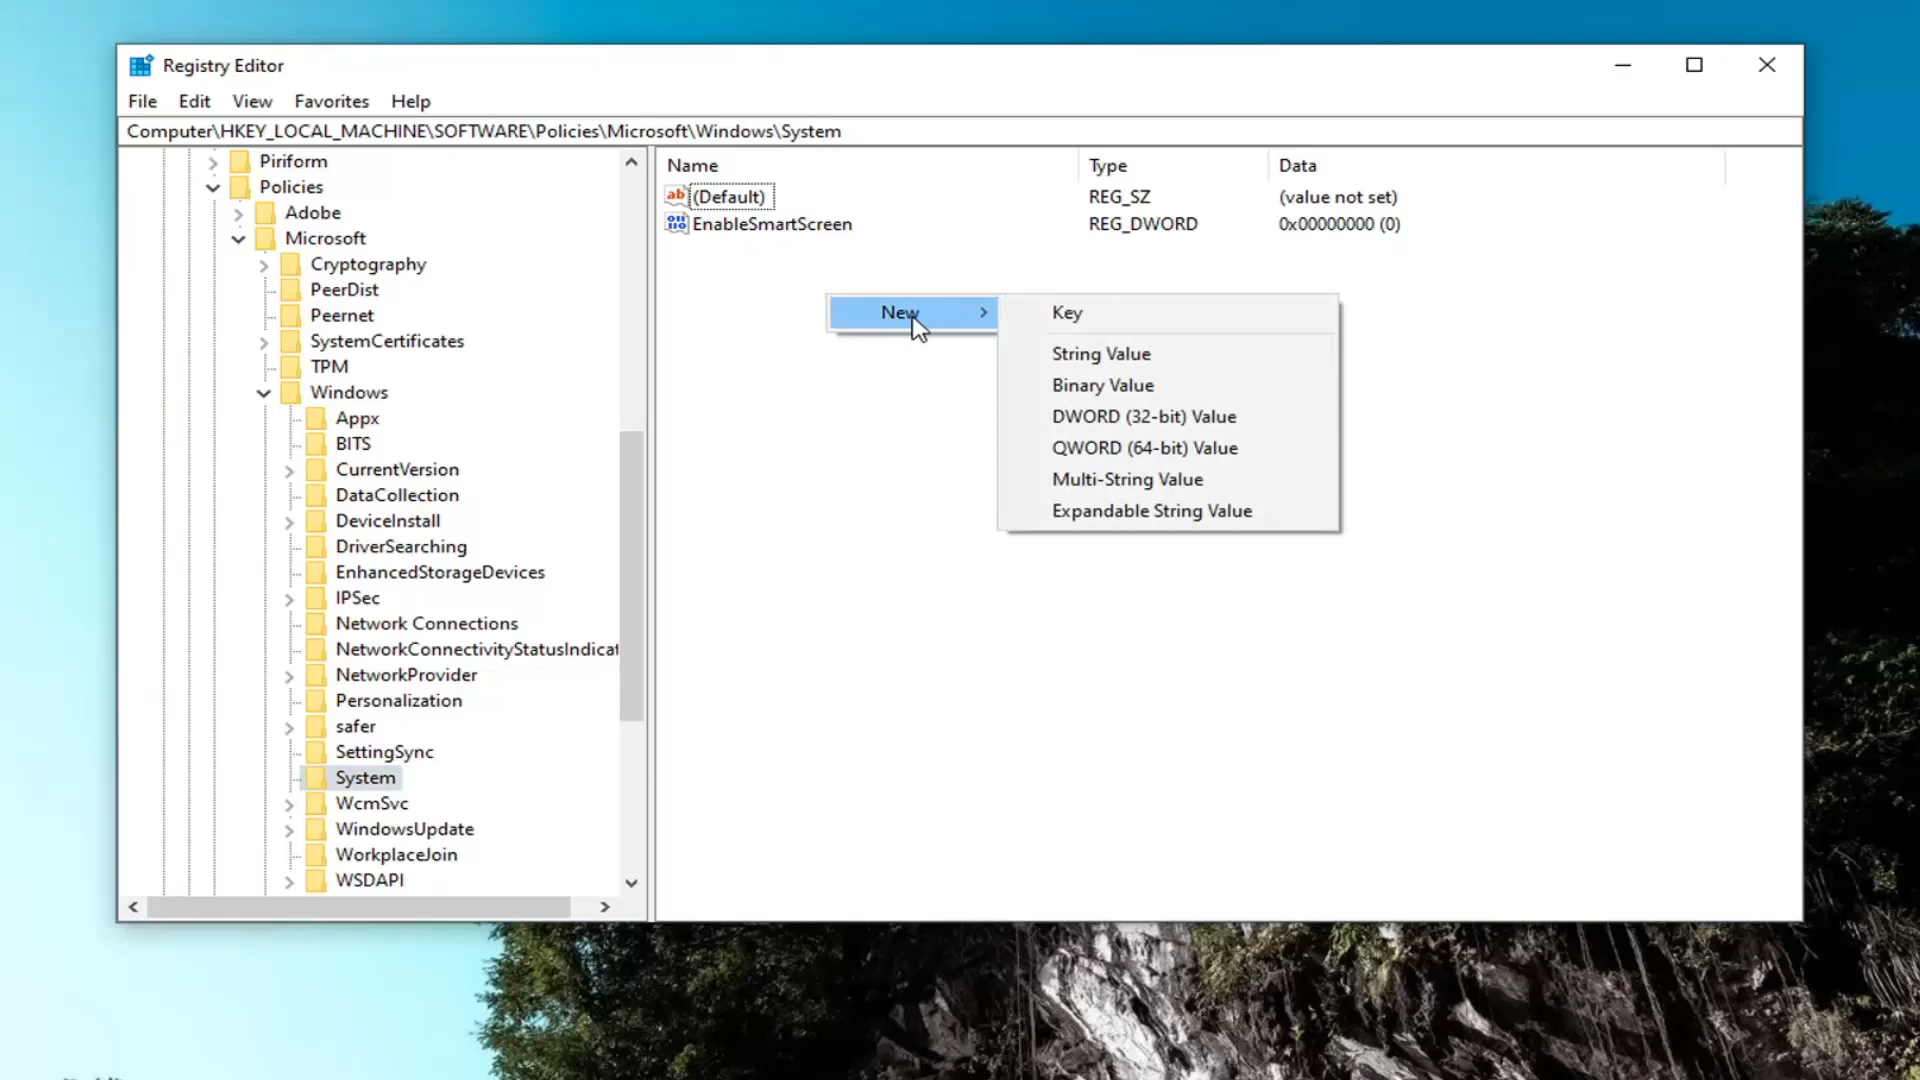 Registry Editor
File Edit View Favorites Help
Computer\HKEY_LOCAL_MACHINE\SOFTWARE\Policies\Microsoft\Windows\System
Piriform
Policies
Adobe
Microsoft
Cryptography
PeerDist
Peernet
SystemCertificates
TPM
Windows
Appx
BITS
CurrentVersion
DataCollection
DeviceInstall
DriverSearching
EnhancedStorageDevices
IPSec
Network Connections
NetworkConnectivityStatusIndicat
NetworkProvider
Personalization
safer
SettingSync
System
WcmSvc
WindowsUpdate
WorkplaceJoin
WSDAPI
Name Type Data
(Default) REG_SZ (value not set)
EnableSmartScreen REG_DWORD 0x00000000 (0)
New
Key
String Value
Binary Value
DWORD (32-bit) Value
QWORD (64-bit) Value
Multi-String Value
Expandable String Value